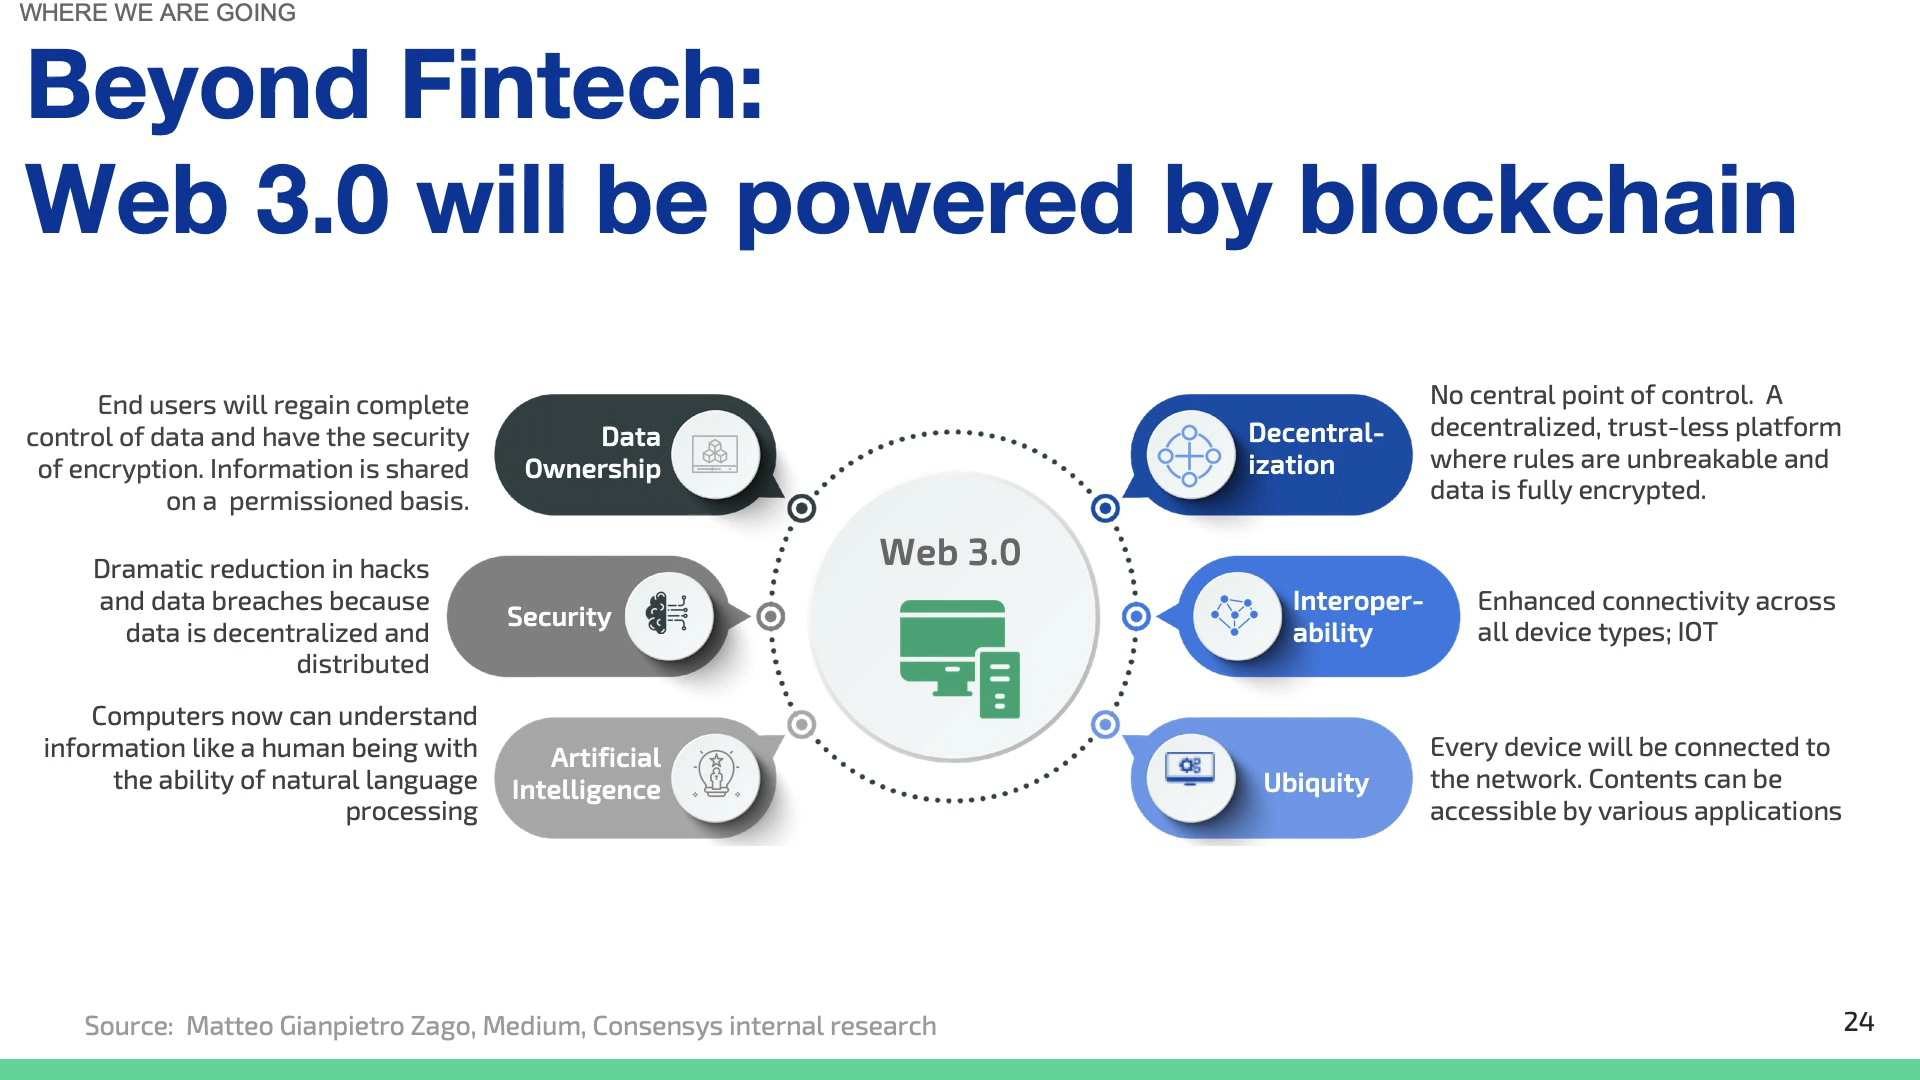 WHERE WE ARE GOING
Beyond Fintech:
Web 3.0 will be powered by blockchain
End users will regain complete
control of data and have the security
of encryption. Information is shared
on a  permissioned basis.
Data
Ownership
Dramatic reduction in hacks
and data breaches because
data is decentralized and
distributed
Security
Computers now can understand
information like a human being with
the ability of natural language
processing
Artificial
Intelligence
Web 3.0
Decentral-
ization
No central point of control.  A
decentralized, trust-less platform
where rules are unbreakable and
data is fully encrypted.
Interoper-
ability
Enhanced connectivity across
all device types; IOT
Ubiquity
Every device will be connected to
the network. Contents can be
accessible by various applications
Source:  Matteo Gianpietro Zago, Medium, Consensys internal research
24